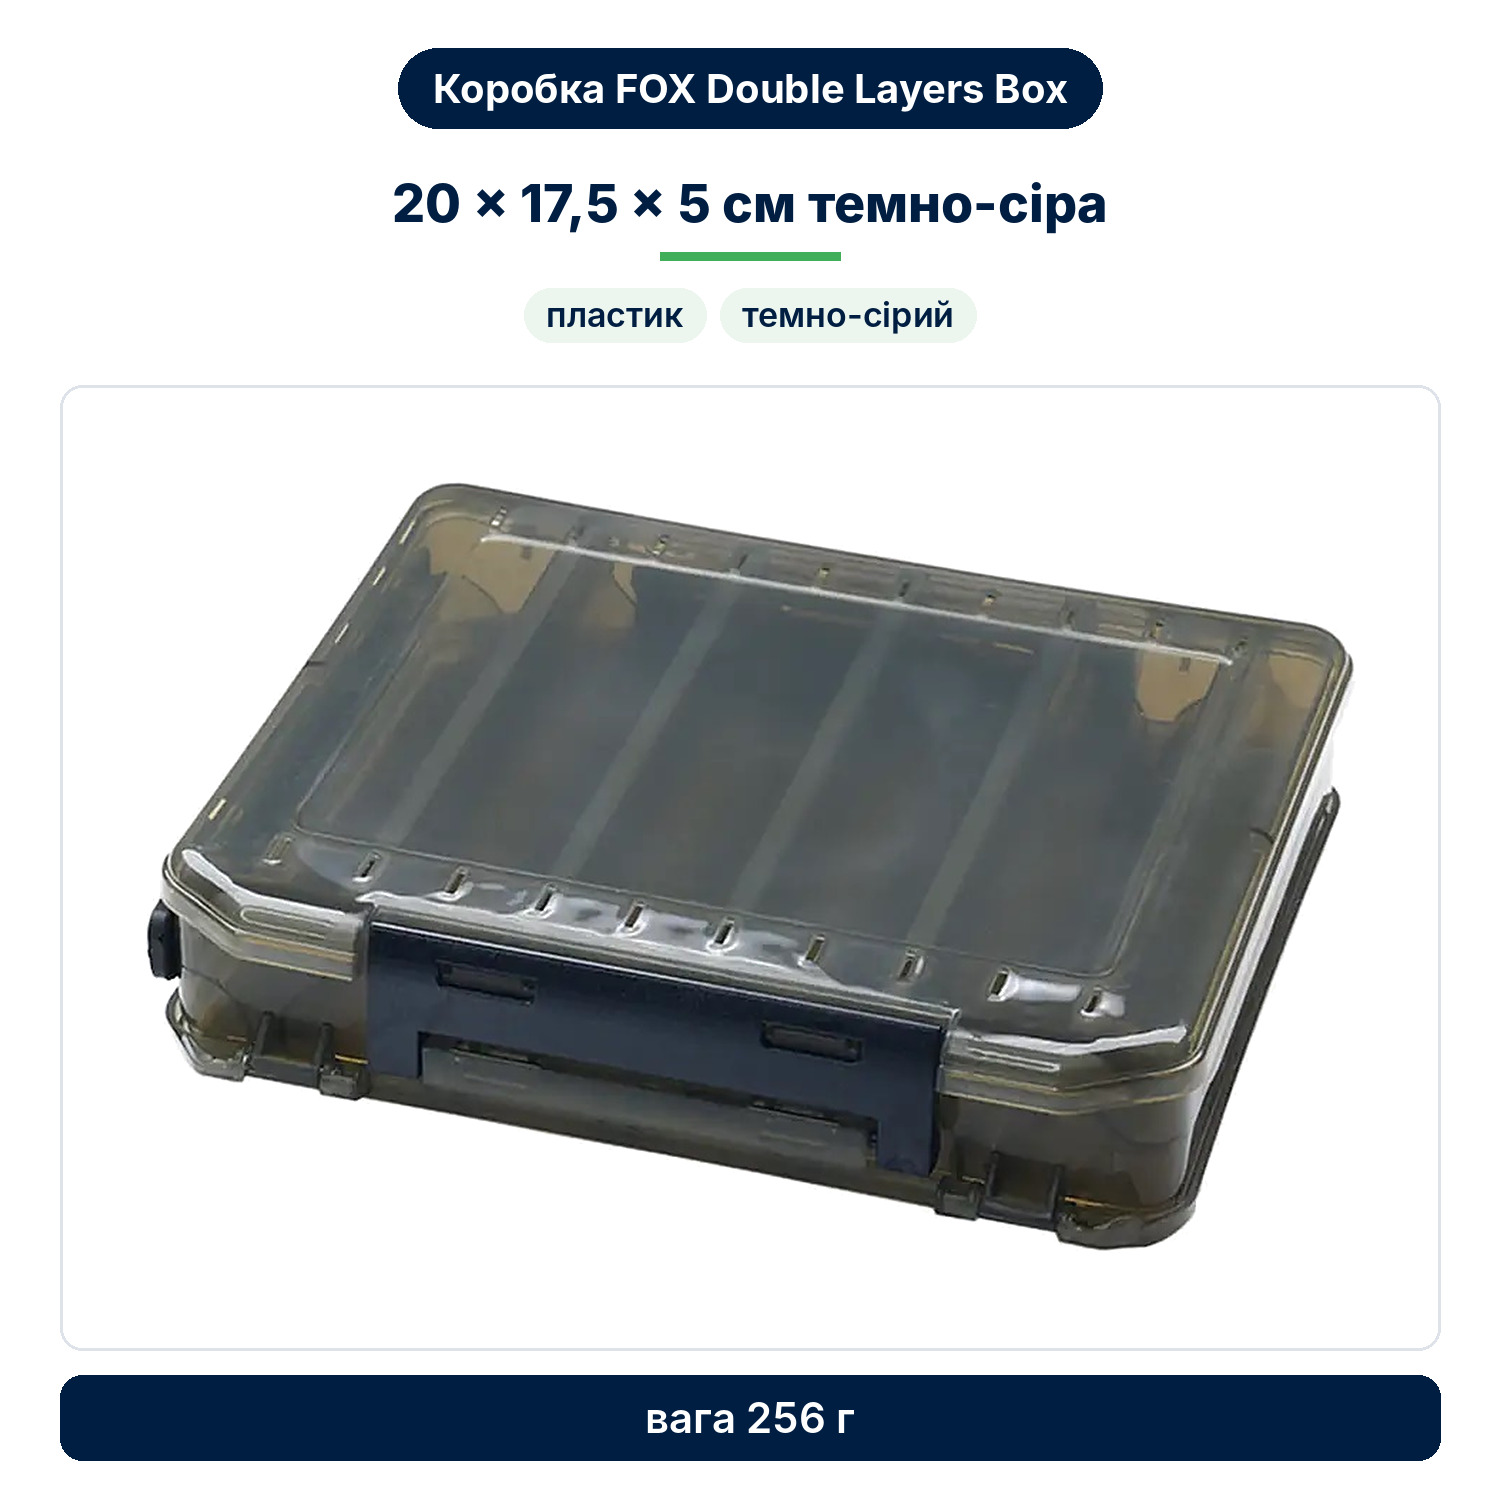 Коробка FOX Double Layers Box
20 × 17,5 × 5 см темно-сіра
пластик
темно-сірий
вага 256 г